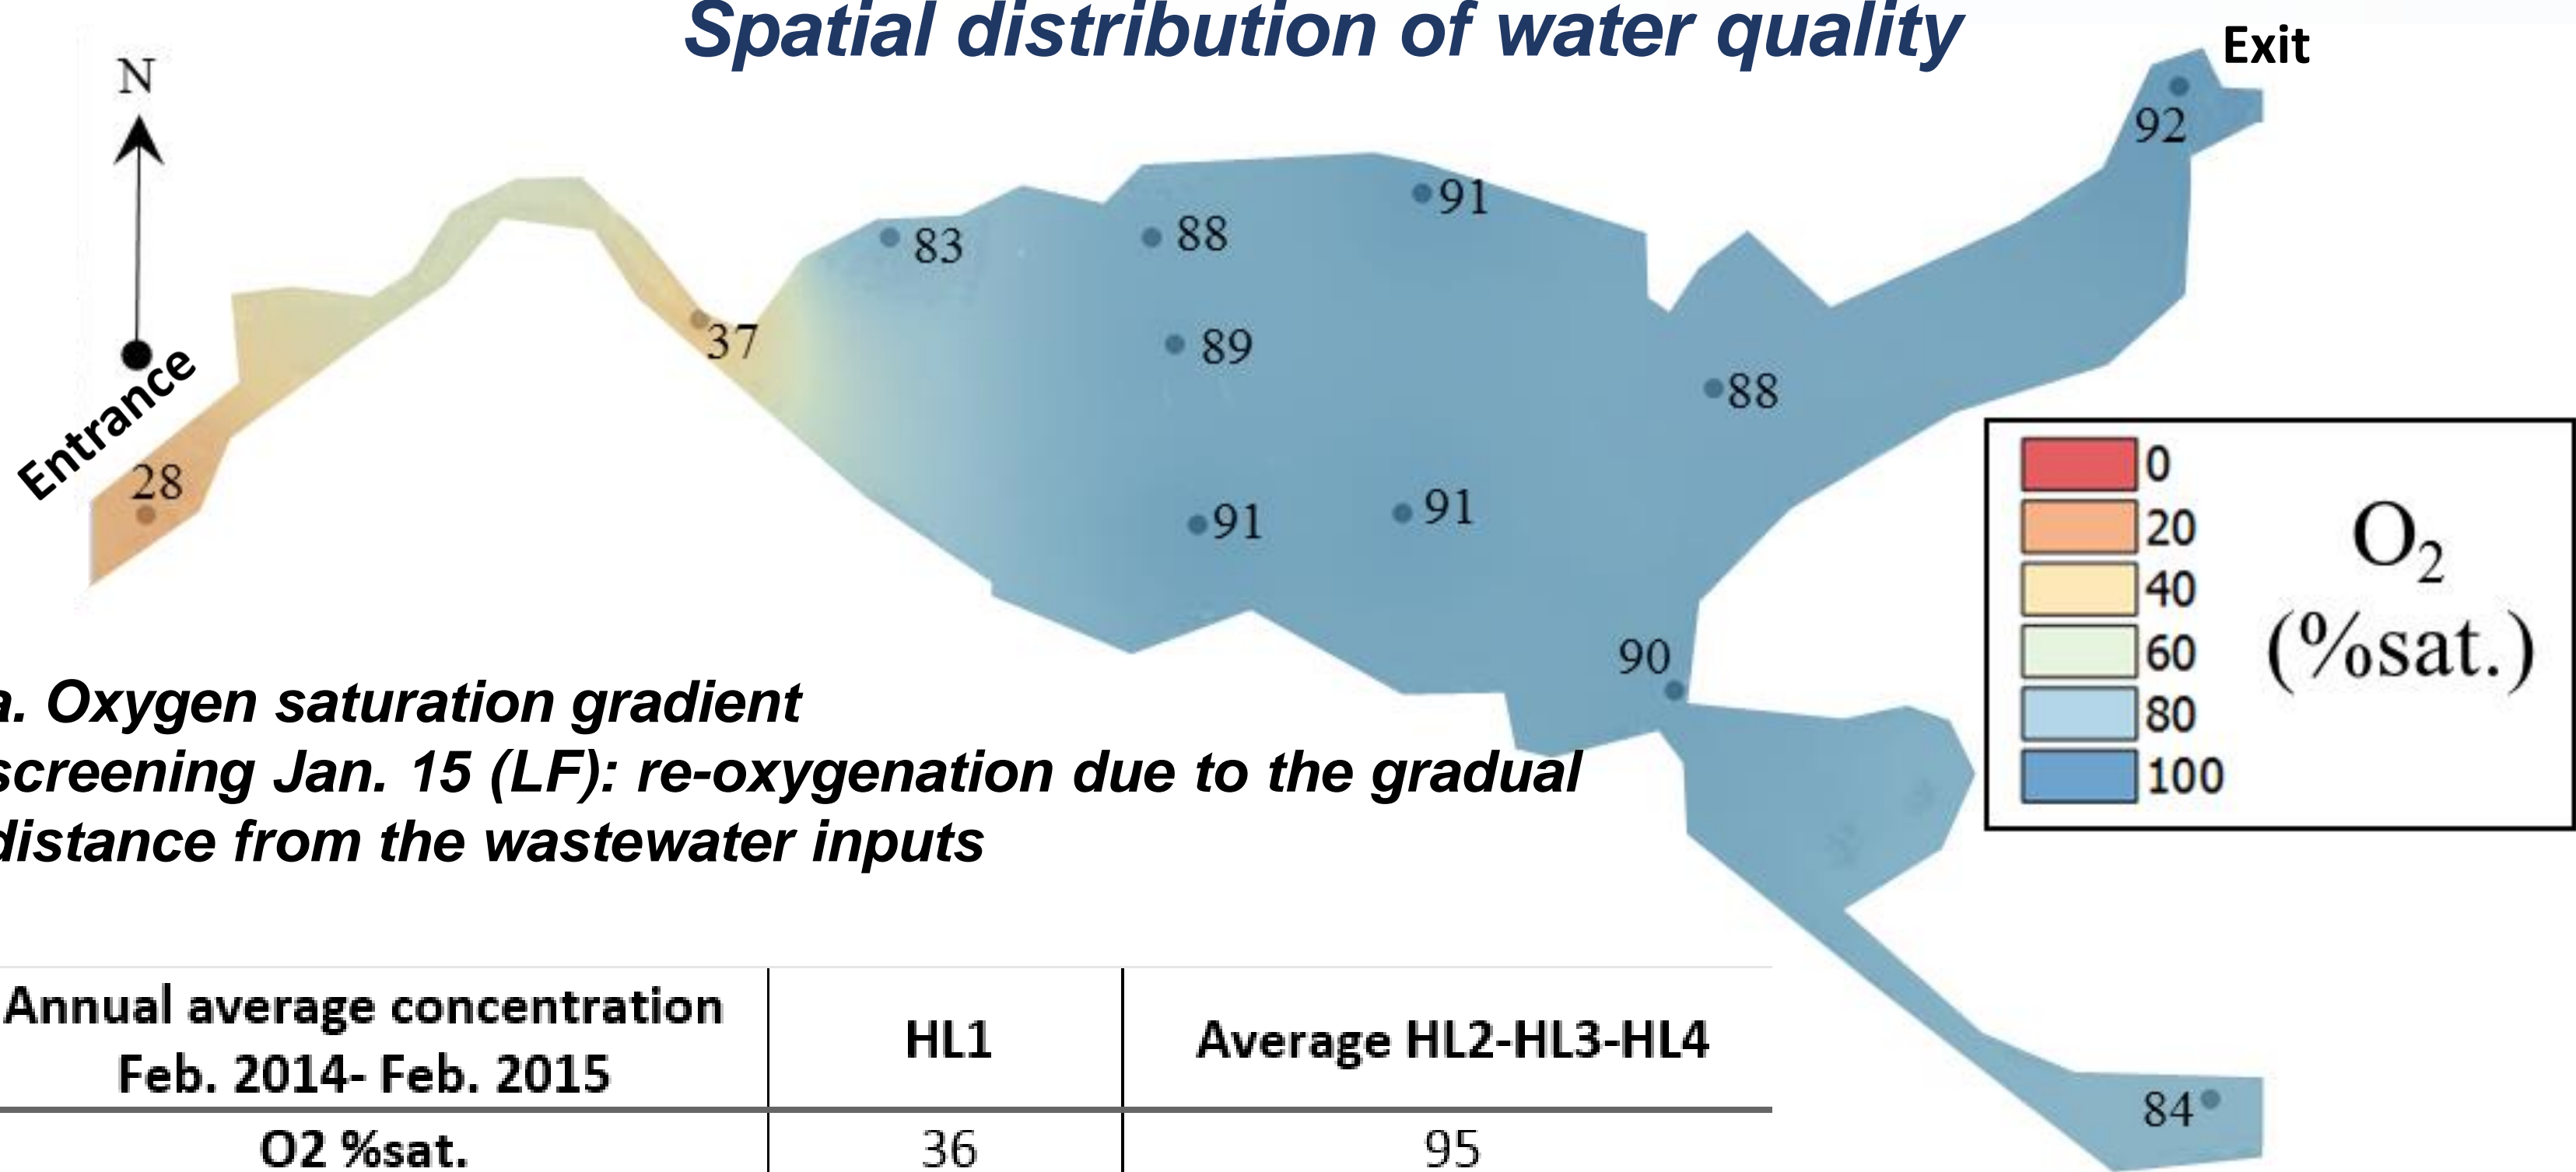 Spatial distribution of water quality
Exit
N
92
91
83
88
37
89
Entrance
88
28
91
91
90
0
20
40
60
80
100
O₂
(%sat.)
a. Oxygen saturation gradient
screening Jan. 15 (LF): re-oxygenation due to the gradual
distance from the wastewater inputs
84
Annual average concentration
Feb. 2014- Feb. 2015
HL1
Average HL2-HL3-HL4
O2 %sat.
36
95